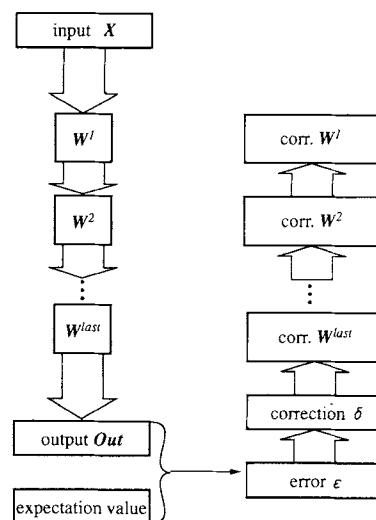 input X
W¹
W²
⋮
Wˡᵃˢᵗ
output Out
expectation value
corr. W¹
corr. W²
⋮
corr. Wˡᵃˢᵗ
correction δ
error ε